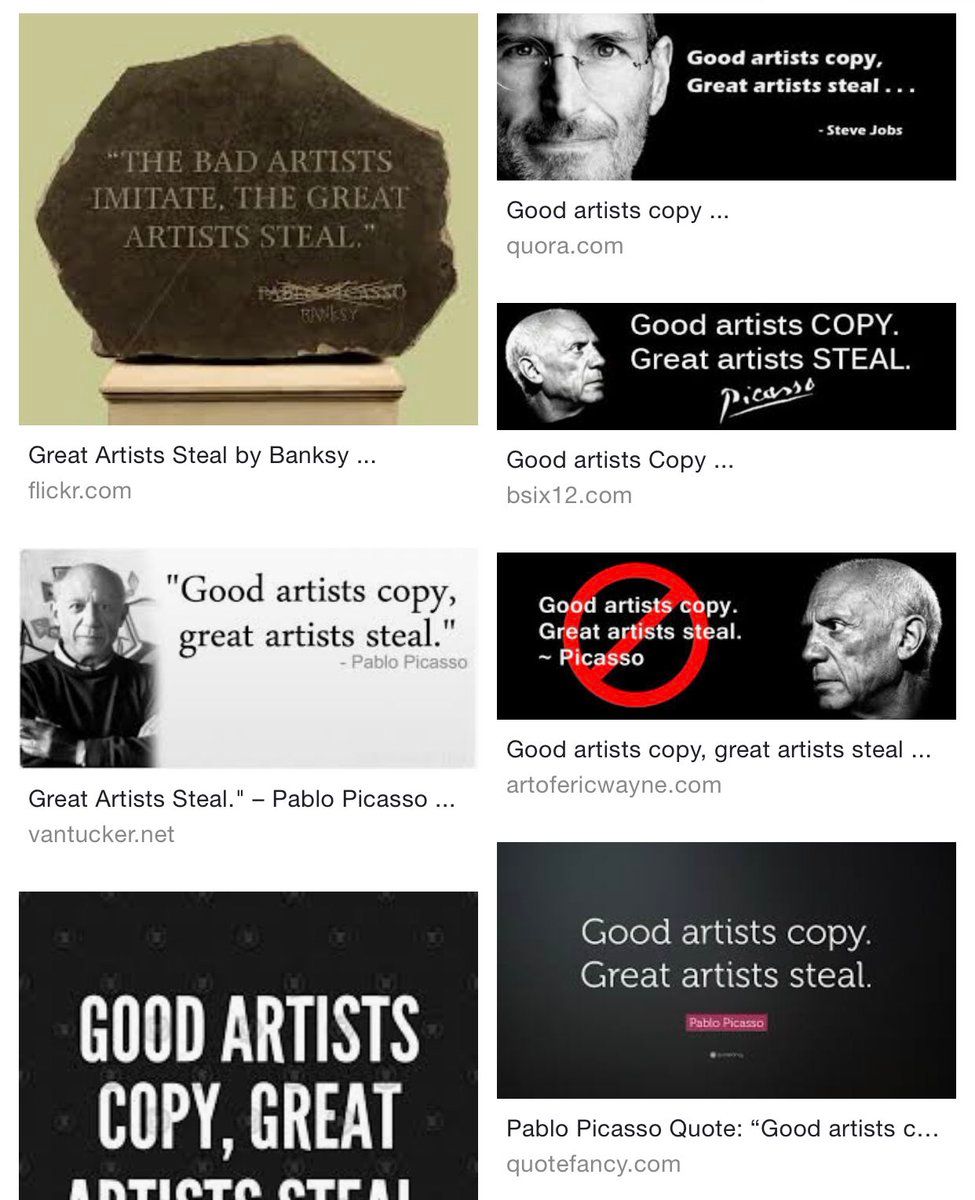 “THE BAD ARTISTS
IMITATE, THE GREAT
ARTISTS STEAL.”
PABLO PICASSO
BANKSY
Great Artists Steal by Banksy ...
flickr.com
"Good artists copy,
great artists steal."
- Pablo Picasso
Great Artists Steal." – Pablo Picasso ...
vantucker.net
GOOD ARTISTS
COPY, GREAT
ARTISTS STEAL
Good artists copy,
Great artists steal . . .
- Steve Jobs
Good artists copy ...
quora.com
Good artists COPY.
Great artists STEAL.
Picasso
Good artists Copy ...
bsix12.com
Good artists copy.
Great artists steal.
~ Picasso
Good artists copy, great artists steal ...
artofericwayne.com
Good artists copy.
Great artists steal.
Pablo Picasso
Pablo Picasso Quote: “Good artists c...
quotefancy.com